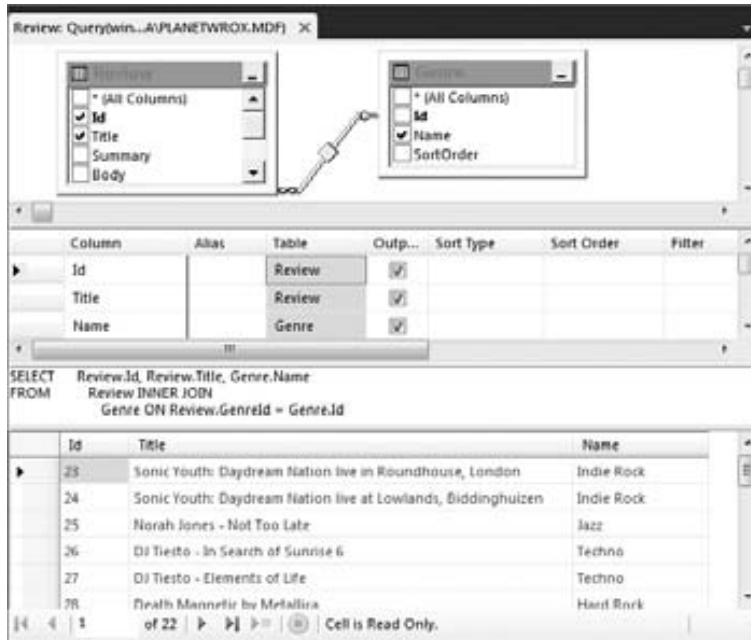 Review: Query(win...A\PLANETWROX.MDF) ×
Review
* (All Columns)
Id
Title
Summary
Body
Genre
* (All Columns)
Id
Name
SortOrder
Column Alias Table Outp... Sort Type Sort Order Filter
Id Review
Title Review
Name Genre
SELECT Review.Id, Review.Title, Genre.Name
FROM Review INNER JOIN
Genre ON Review.GenreId = Genre.Id
Id Title Name
23 Sonic Youth: Daydream Nation live in Roundhouse, London Indie Rock
24 Sonic Youth: Daydream Nation live at Lowlands, Biddinghuizen Indie Rock
25 Norah Jones - Not Too Late Jazz
26 DJ Tiesto - In Search of Sunrise 6 Techno
27 DJ Tiesto - Elements of Life Techno
28 Death Magnetic by Metallica Hard Rock
1 of 22 Cell is Read Only.